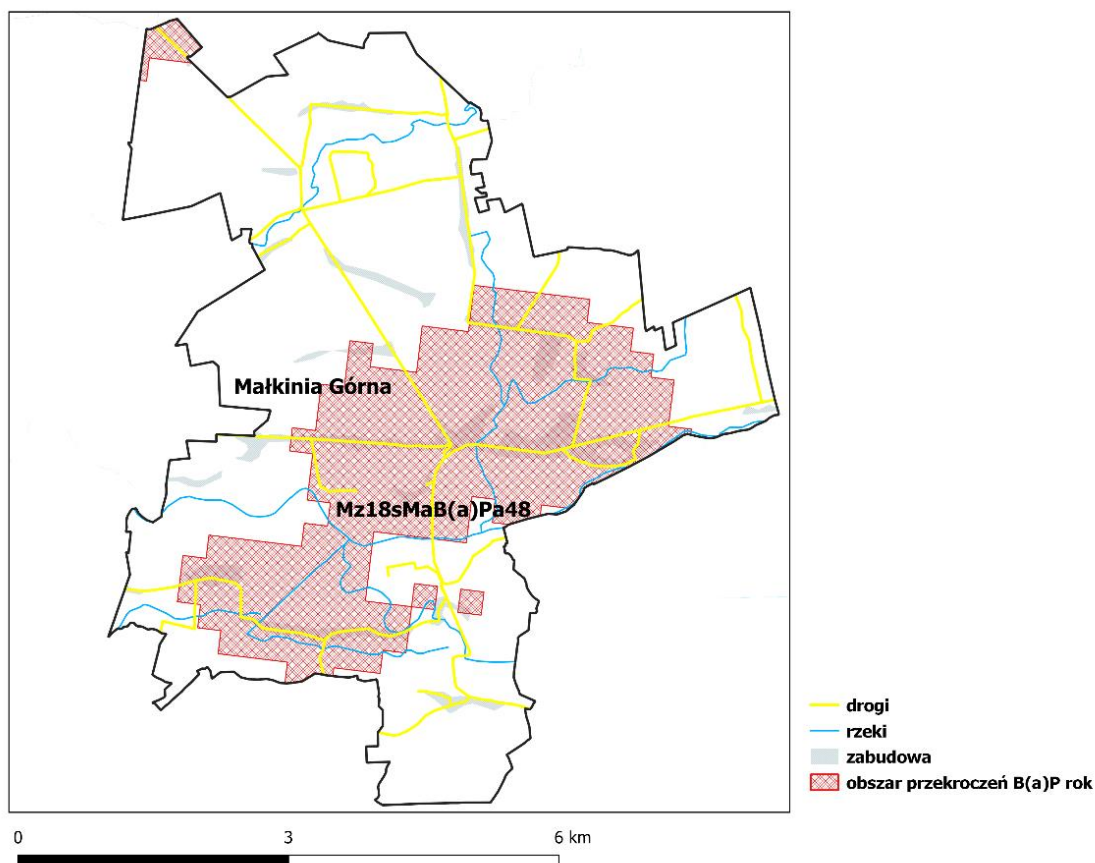 Małkinia Górna
Mz18sMaB(a)Pa48
drogi
rzeki
zabudowa
obszar przekroczeń B(a)P rok
0 3 6 km